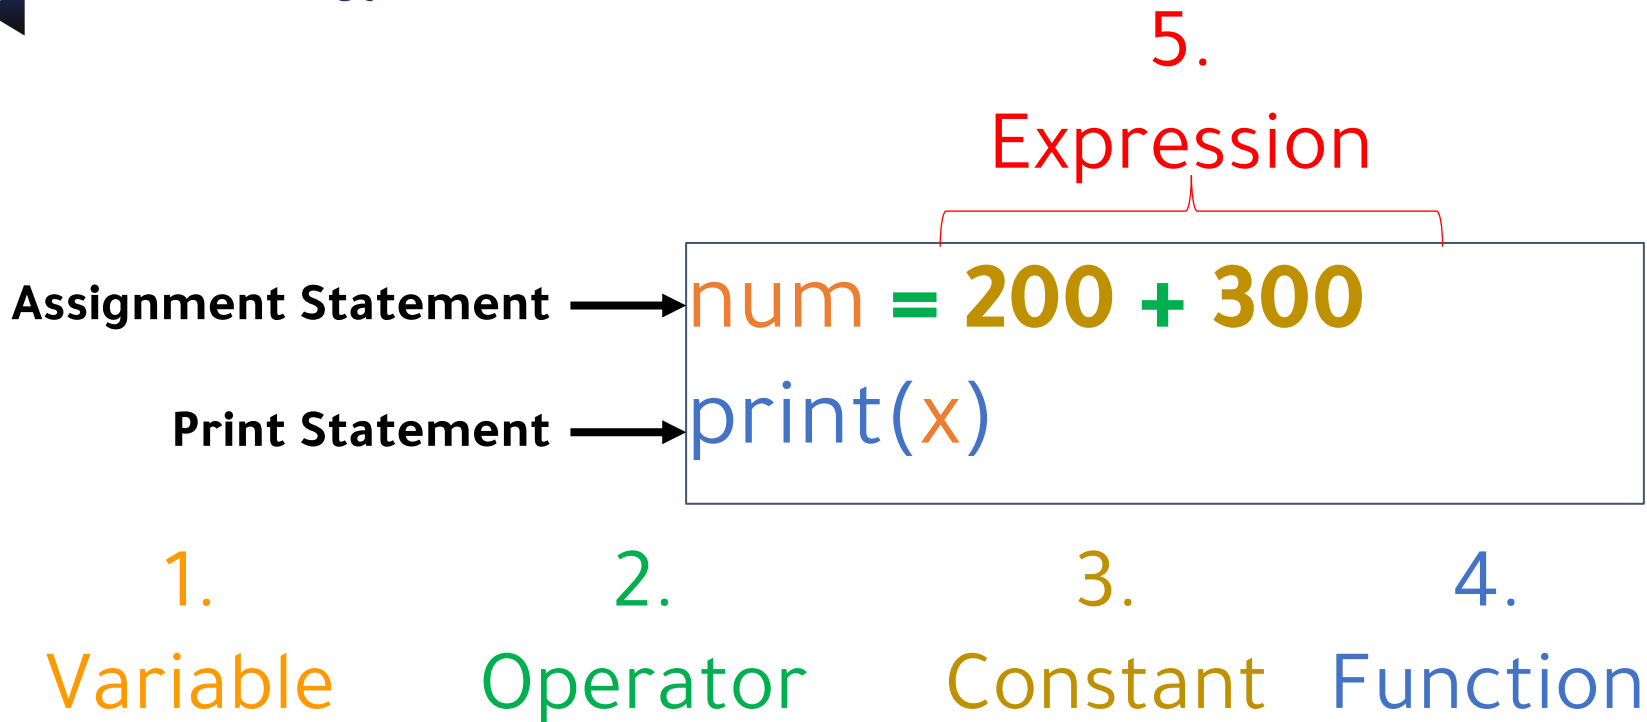 5.
Expression
Assignment Statement
num = 200 + 300
Print Statement
print(x)
1.
Variable
2.
Operator
3.
Constant
4.
Function